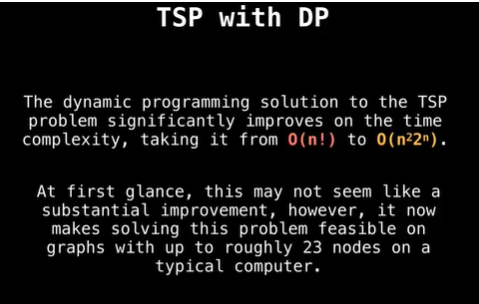 TSP with DP
The dynamic programming solution to the TSP
problem significantly improves on the time
complexity, taking it from O(n!) to O(n²2ⁿ).
At first glance, this may not seem like a
substantial improvement, however, it now
makes solving this problem feasible on
graphs with up to roughly 23 nodes on a
typical computer.